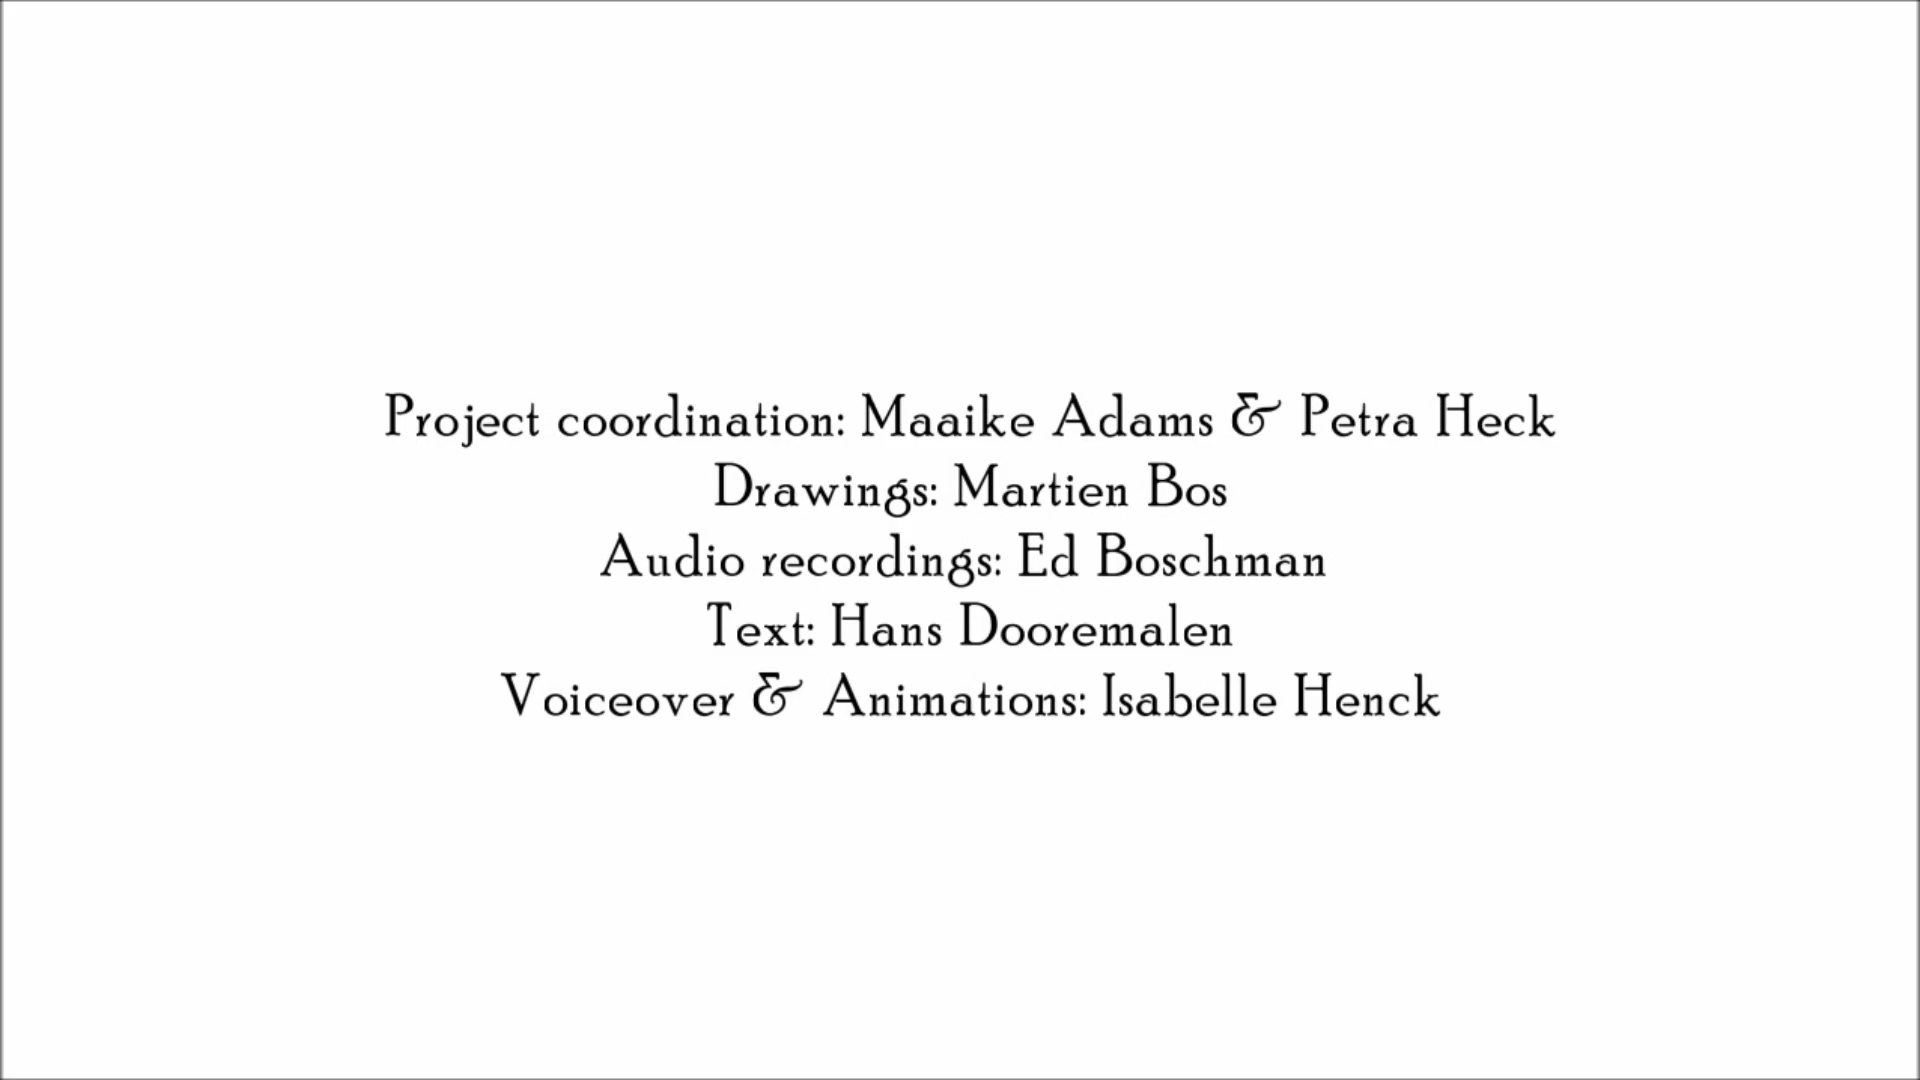 Project coordination: Maaike Adams & Petra Heck
Drawings: Martien Bos
Audio recordings: Ed Boschman
Text: Hans Dooremalen
Voiceover & Animations: Isabelle Henck